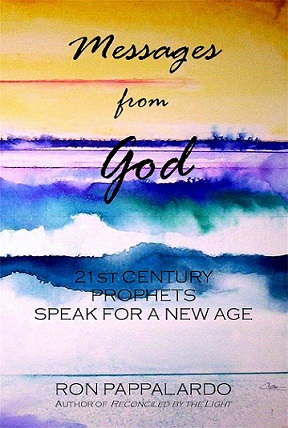 Messages
from
God
21ST CENTURY
PROPHETS
SPEAK FOR A NEW AGE
RON PAPPALARDO
AUTHOR OF RECONCILED BY THE LIGHT